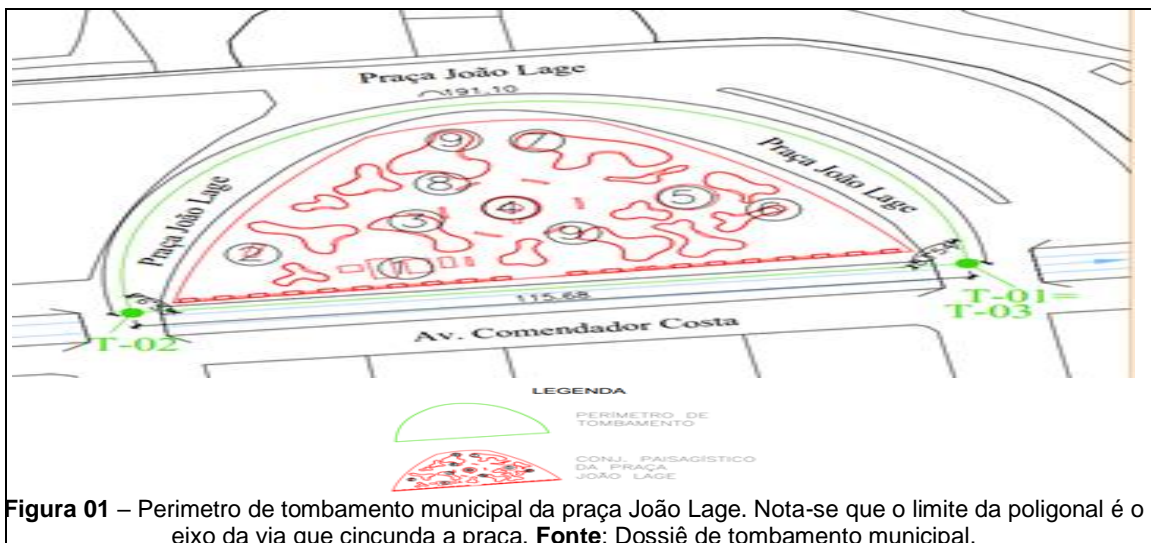 Praça João Lage
191.10
Praça João Lage
Praça João Lage
9
8
5
3
4
6
2
9
115.68
T-01=
T-03
T-02
Av. Comendador Costa
LEGENDA
PERÍMETRO DE
TOMBAMENTO
CONJ. PAISAGÍSTICO
DA PRAÇA
JOÃO LAGE
Figura 01 – Perimetro de tombamento municipal da praça João Lage. Nota-se que o limite da poligonal é o
eixo da via que cincunda a praça. Fonte: Dossiê de tombamento municipal.